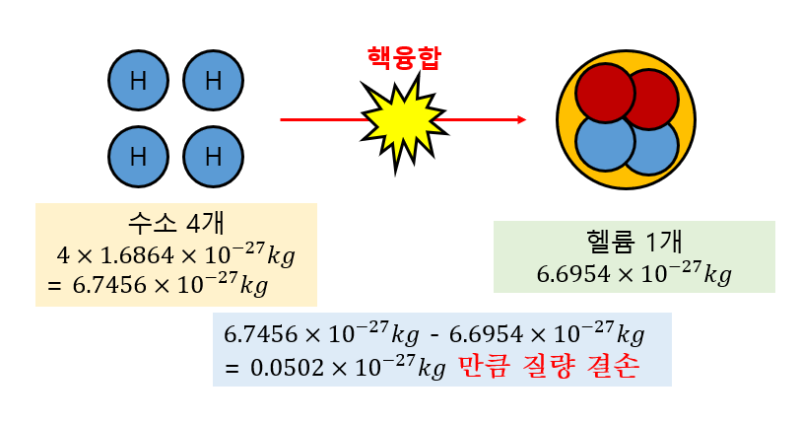 핵융합
H H
H H
수소 4개
4 × 1.6864 × 10⁻²⁷kg
= 6.7456 × 10⁻²⁷kg
헬륨 1개
6.6954 × 10⁻²⁷kg
6.7456 × 10⁻²⁷kg - 6.6954 × 10⁻²⁷kg
= 0.0502 × 10⁻²⁷kg 만큼 질량 결손